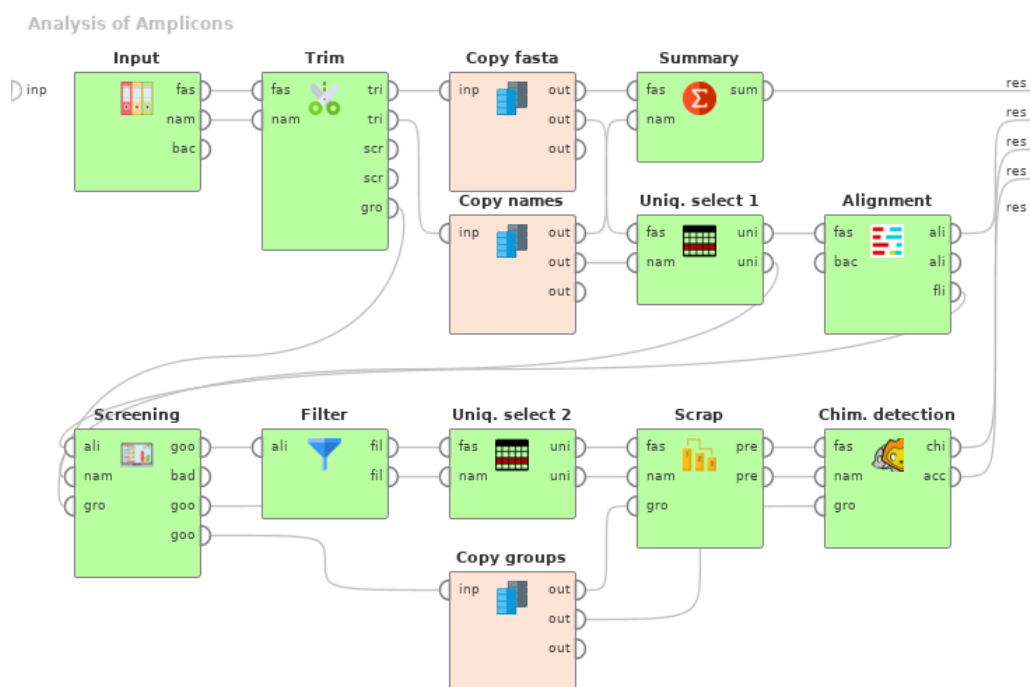 Analysis of Amplicons
Input
Trim
Copy fasta
Summary
inp
fas
nam
bac
fas
nam
tri
tri
scr
scr
gro
inp
out
out
out
fas
nam
sum
res
res
res
res
res
Copy names
Uniq. select 1
Alignment
inp
out
out
out
fas
nam
uni
uni
fas
bac
ali
ali
fli
Screening
Filter
Uniq. select 2
Scrap
Chim. detection
ali
nam
gro
goo
bad
goo
goo
ali
fil
fil
fas
nam
uni
uni
fas
nam
gro
pre
pre
fas
nam
gro
chi
acc
Copy groups
inp
out
out
out
Σ